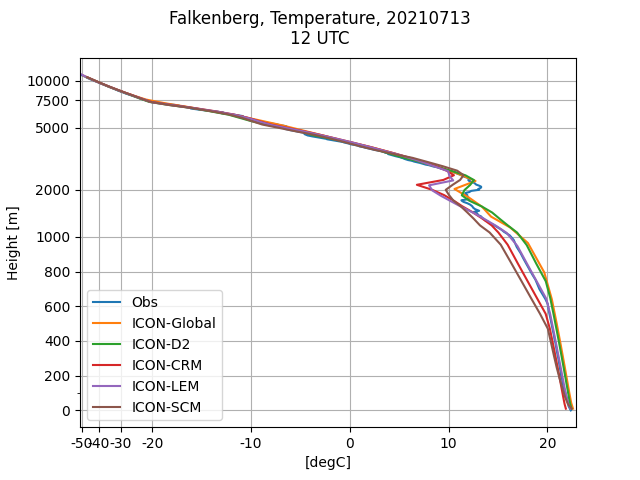 Falkenberg, Temperature, 20210713
12 UTC
Height [m]
10000
7500
5000
2000
1000
800
600
400
200
0
Obs
ICON-Global
ICON-D2
ICON-CRM
ICON-LEM
ICON-SCM
-50 -40 -30 -20 -10 0 10 20
[degC]